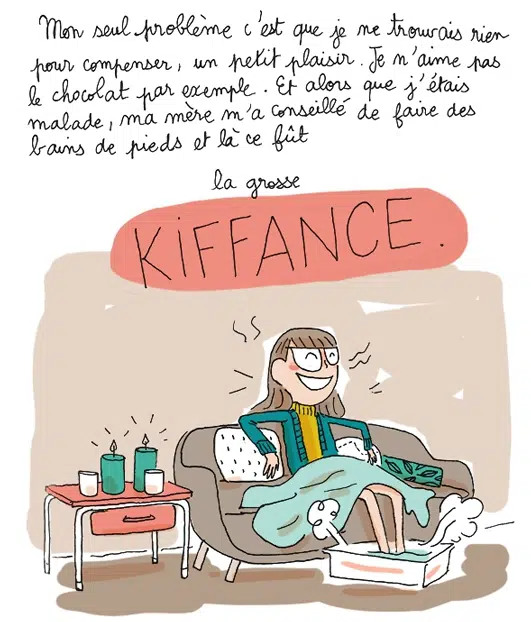 Mon seul problème c'est que je ne trouvais rien
pour compenser, un petit plaisir. Je n'aime pas
le chocolat par exemple. Et alors que j'étais
malade, ma mère m'a conseillé de faire des
bains de pieds et là ce fût
la grosse
KIFFANCE.